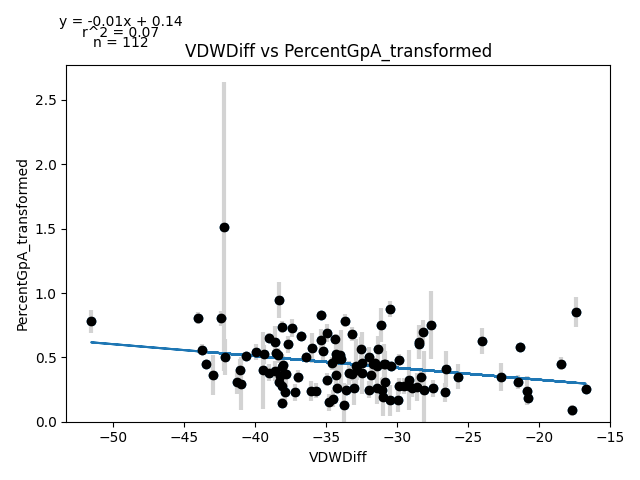 y = -0.01x + 0.14
r^2 = 0.07
n = 112
VDWDiff vs PercentGpA_transformed
PercentGpA_transformed
2.5
2.0
1.5
1.0
0.5
0.0
−50 −45 −40 −35 −30 −25 −20 −15
VDWDiff